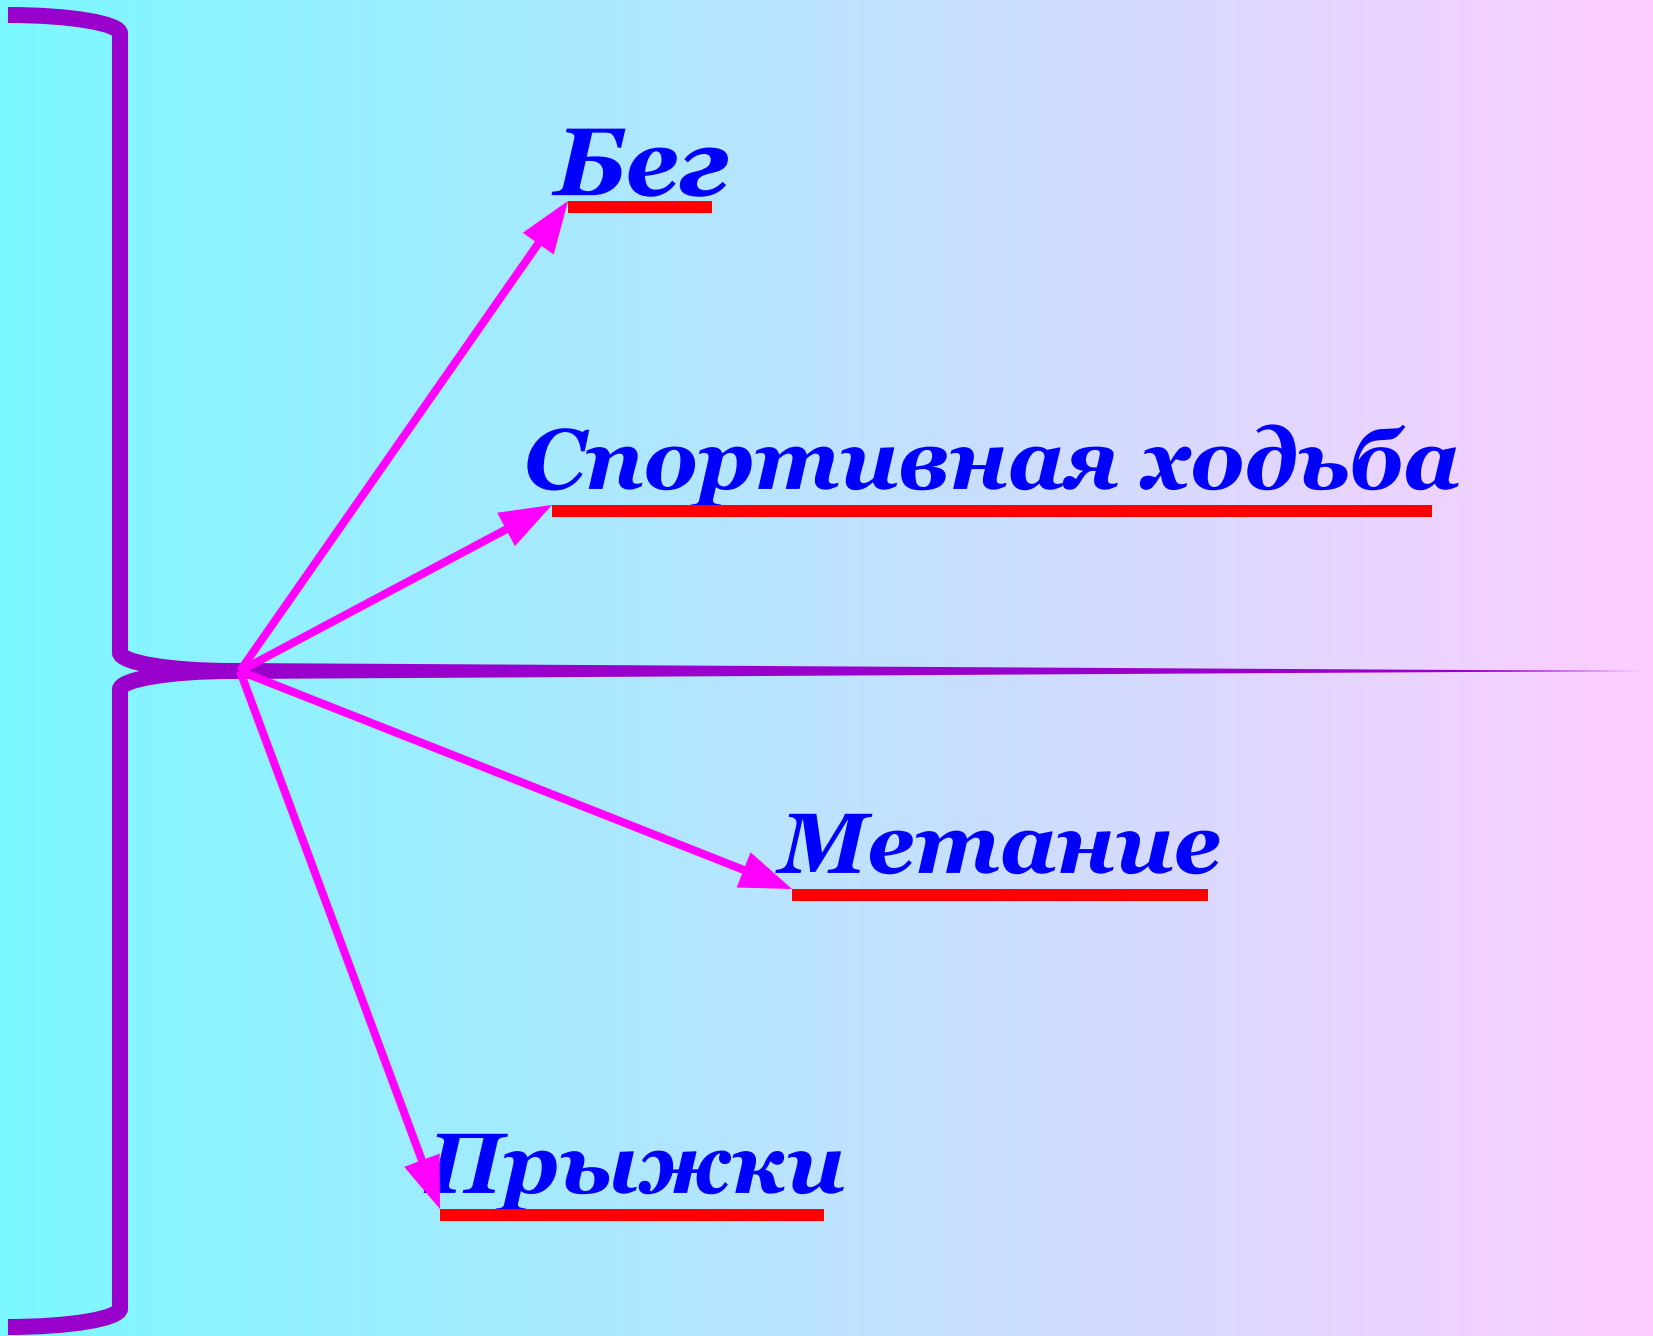 Бег
Спортивная ходьба
Метание
Прыжки